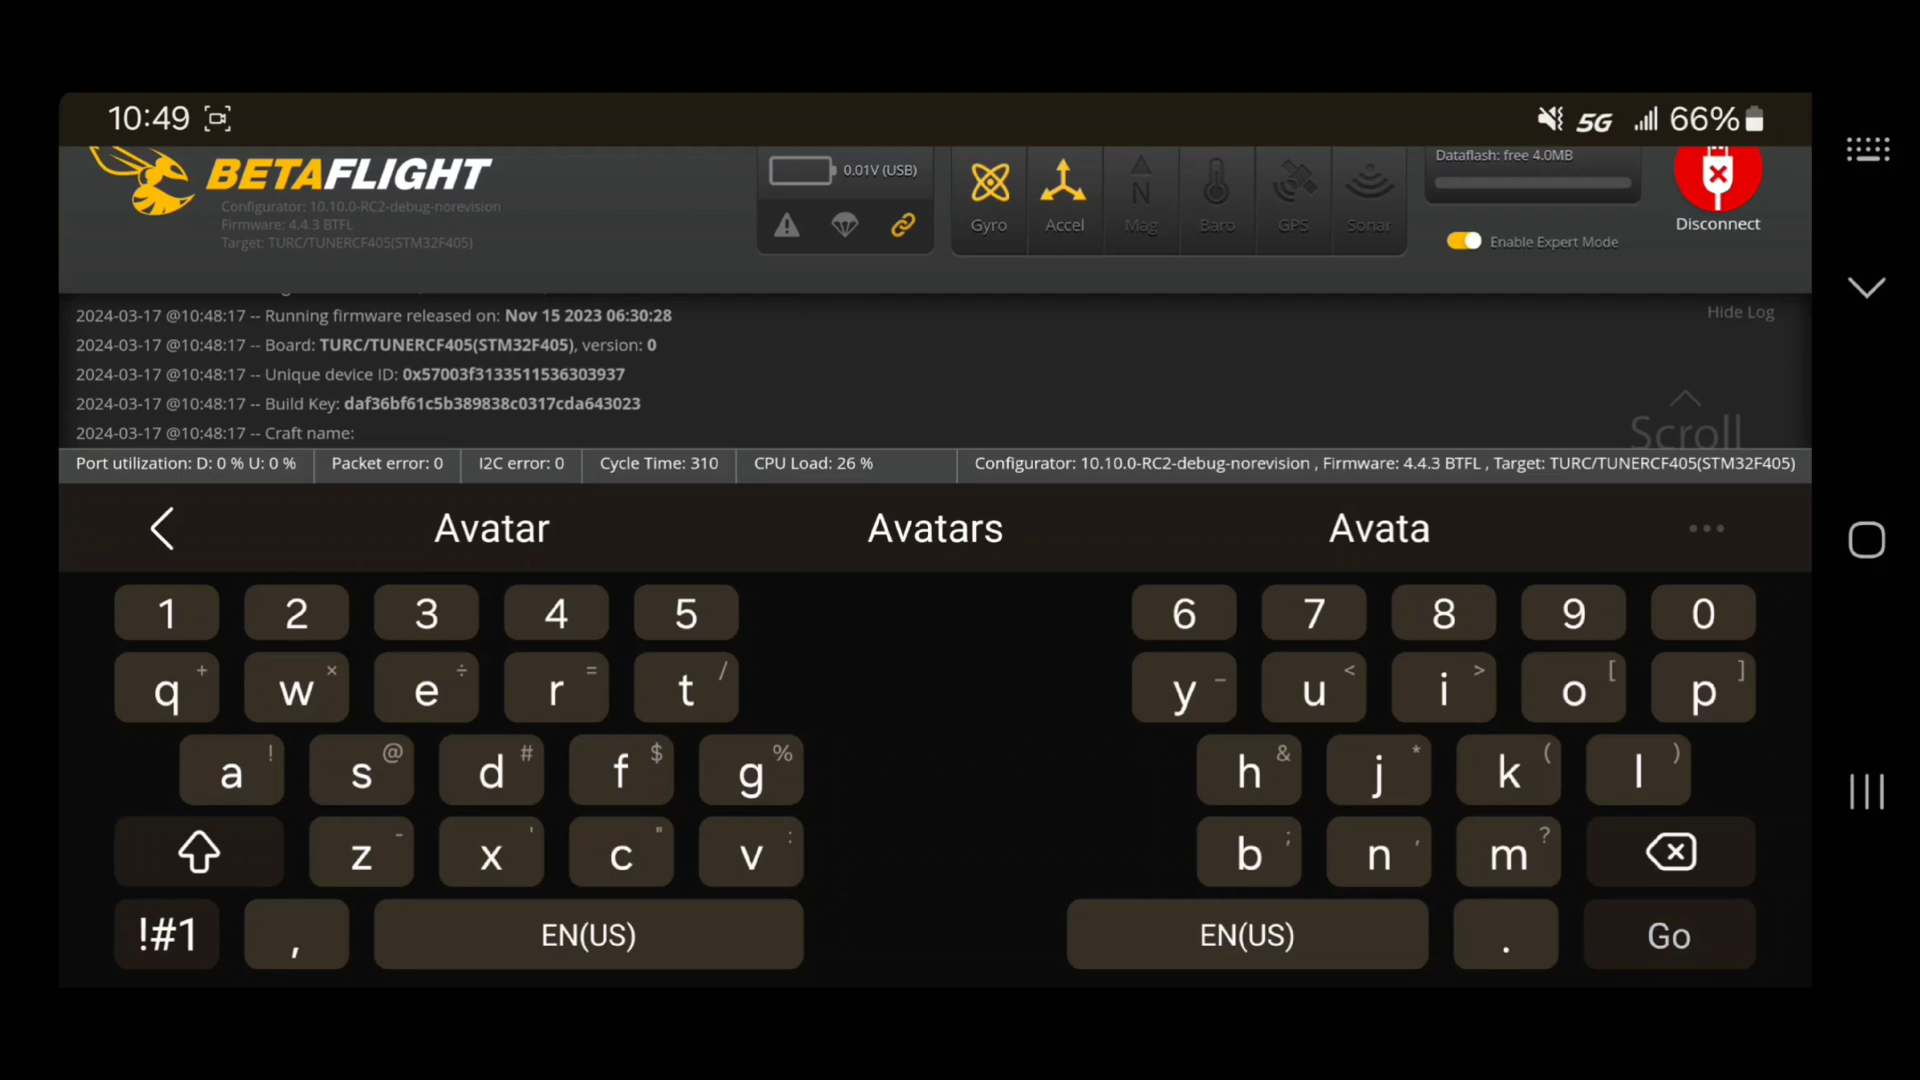 10:49 5G 66%
BETAFLIGHT
Configurator: 10.10.0-RC2-debug-norevision
Firmware: 4.4.3 BTFL
Target: TURC/TUNERCF405(STM32F405)
0.01V (USB)
Gyro Accel Mag Baro GPS Sonar
Dataflash: free 4.0MB
Enable Expert Mode
Disconnect
2024-03-17 @10:48:17 -- Running firmware released on: Nov 15 2023 06:30:28
Hide Log
2024-03-17 @10:48:17 -- Board: TURC/TUNERCF405(STM32F405), version: 0
2024-03-17 @10:48:17 -- Unique device ID: 0x57003f3133511536303937
2024-03-17 @10:48:17 -- Build Key: daf36bf61c5b389838c0317cda643023
2024-03-17 @10:48:17 -- Craft name:
Scroll
Port utilization: D: 0 % U: 0 % Packet error: 0 I2C error: 0 Cycle Time: 310 CPU Load: 26 % Configurator: 10.10.0-RC2-debug-norevision , Firmware: 4.4.3 BTFL , Target: TURC/TUNERCF405(STM32F405)
Avatar Avatars Avata
1 2 3 4 5 6 7 8 9 0
q + w × e ÷ r = t / y _ u < i > o [ p ]
a ! s @ d # f $ g % h & j * k ( l )
z - x ' c " v : b ; n , m ?
!#1 , EN(US) EN(US) . Go